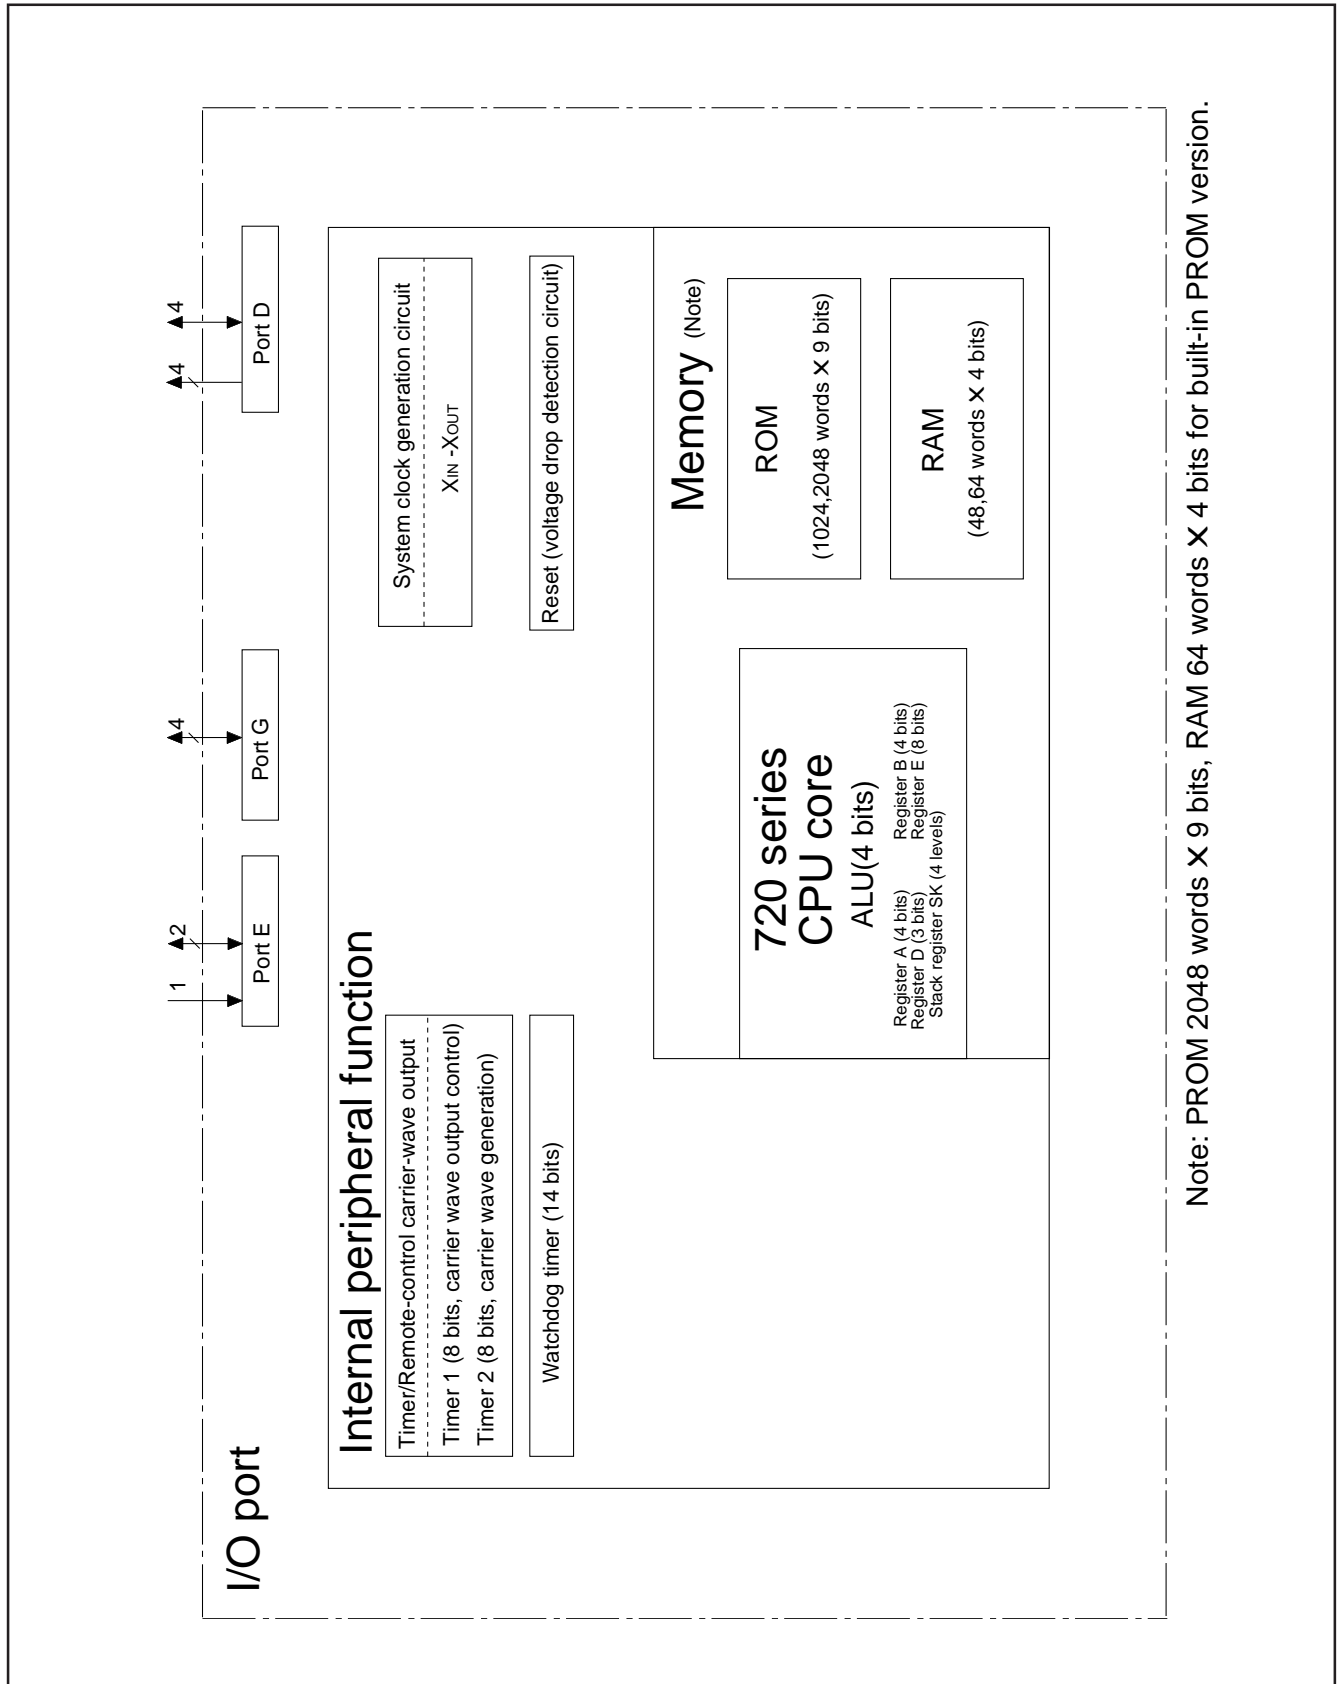 1
2
4
4
4
Port E
Port G
Port D
I/O port
Internal peripheral function
Timer/Remote-control carrier-wave output
Timer 1 (8 bits, carrier wave output control)
Timer 2 (8 bits, carrier wave generation)
Watchdog timer (14 bits)
System clock generation circuit
XIN -XOUT
Reset (voltage drop detection circuit)
Memory (Note)
ROM
(1024,2048 words X 9 bits)
RAM
(48,64 words X 4 bits)
720 series
CPU core
ALU(4 bits)
Register A (4 bits) Register B (4 bits)
Register D (3 bits) Register E (8 bits)
Stack register SK (4 levels)
Note: PROM 2048 words X 9 bits, RAM 64 words X 4 bits for built-in PROM version.